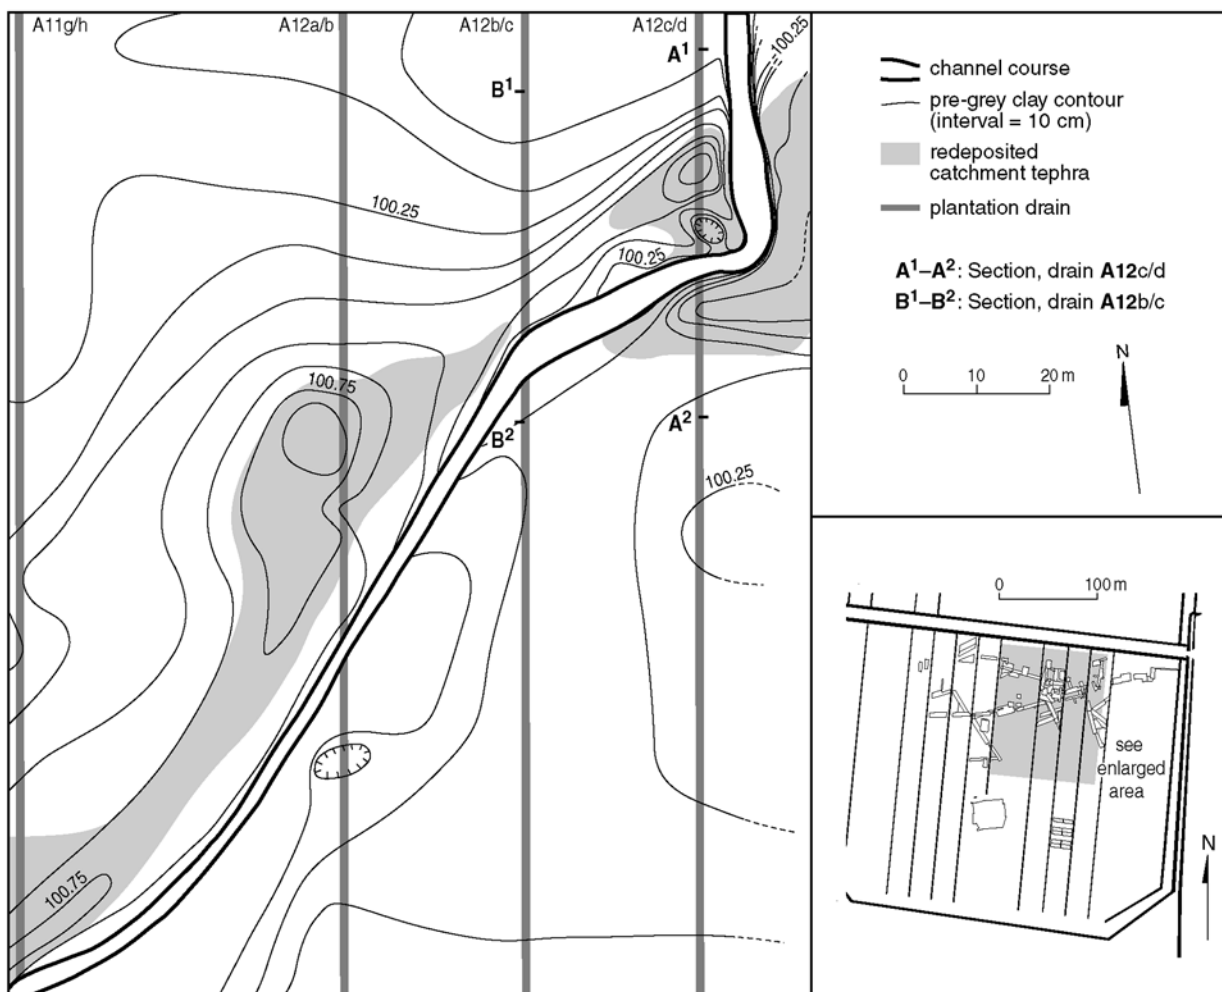 A11g/h
A12a/b
A12b/c
A12c/d
A¹
B¹
100.25
100.25
100.25
100.75
B²
A²
100.25
100.75
channel course
pre-grey clay contour
(interval = 10 cm)
redeposited
catchment tephra
plantation drain
A¹–A²: Section, drain A12c/d
B¹–B²: Section, drain A12b/c
0 10 20 m
N
0 100 m
see
enlarged
area
N